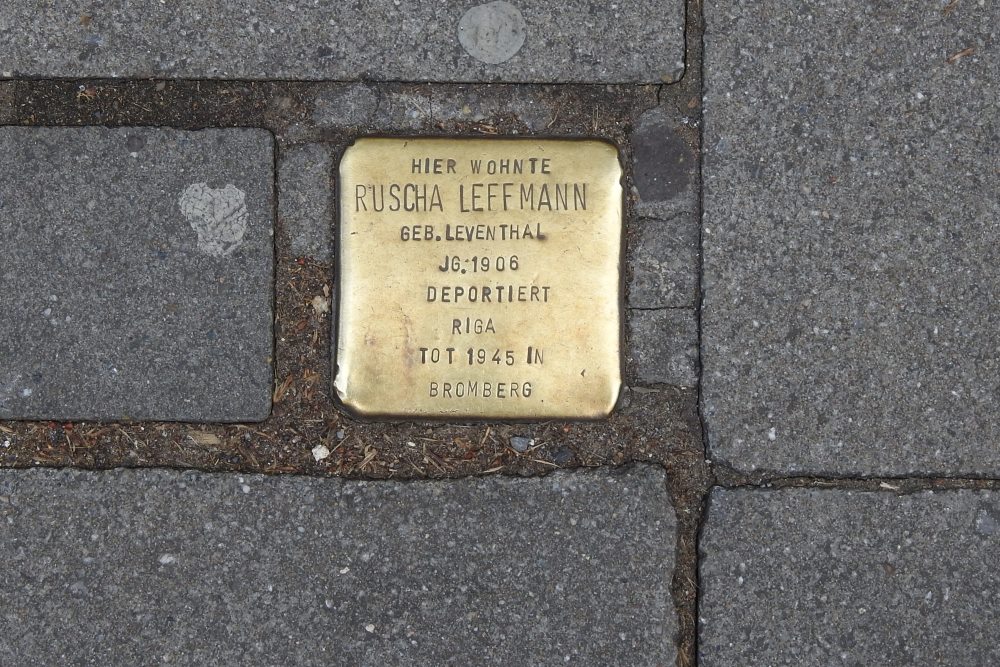 HIER WOHNTE
RUSCHA LEFFMANN
GEB. LEVENTHAL
JG. 1906
DEPORTIERT
RIGA
TOT 1945 IN
BROMBERG